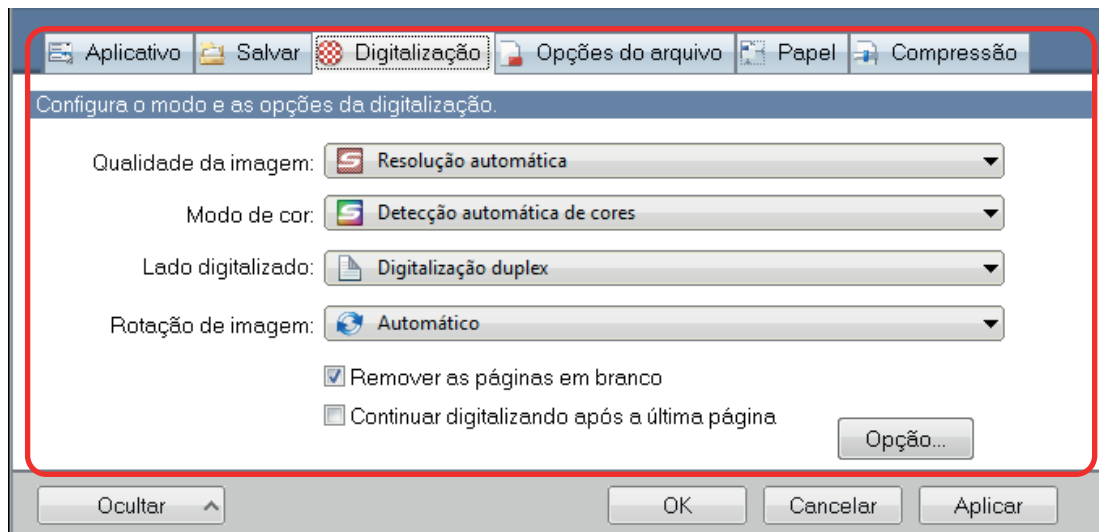 Aplicativo Salvar Digitalização Opções do arquivo Papel Compressão
Configura o modo e as opções da digitalização.
Qualidade da imagem: Resolução automática
Modo de cor: Detecção automática de cores
Lado digitalizado: Digitalização duplex
Rotação de imagem: Automático
Remover as páginas em branco
Continuar digitalizando após a última página
Opção...
Ocultar OK Cancelar Aplicar